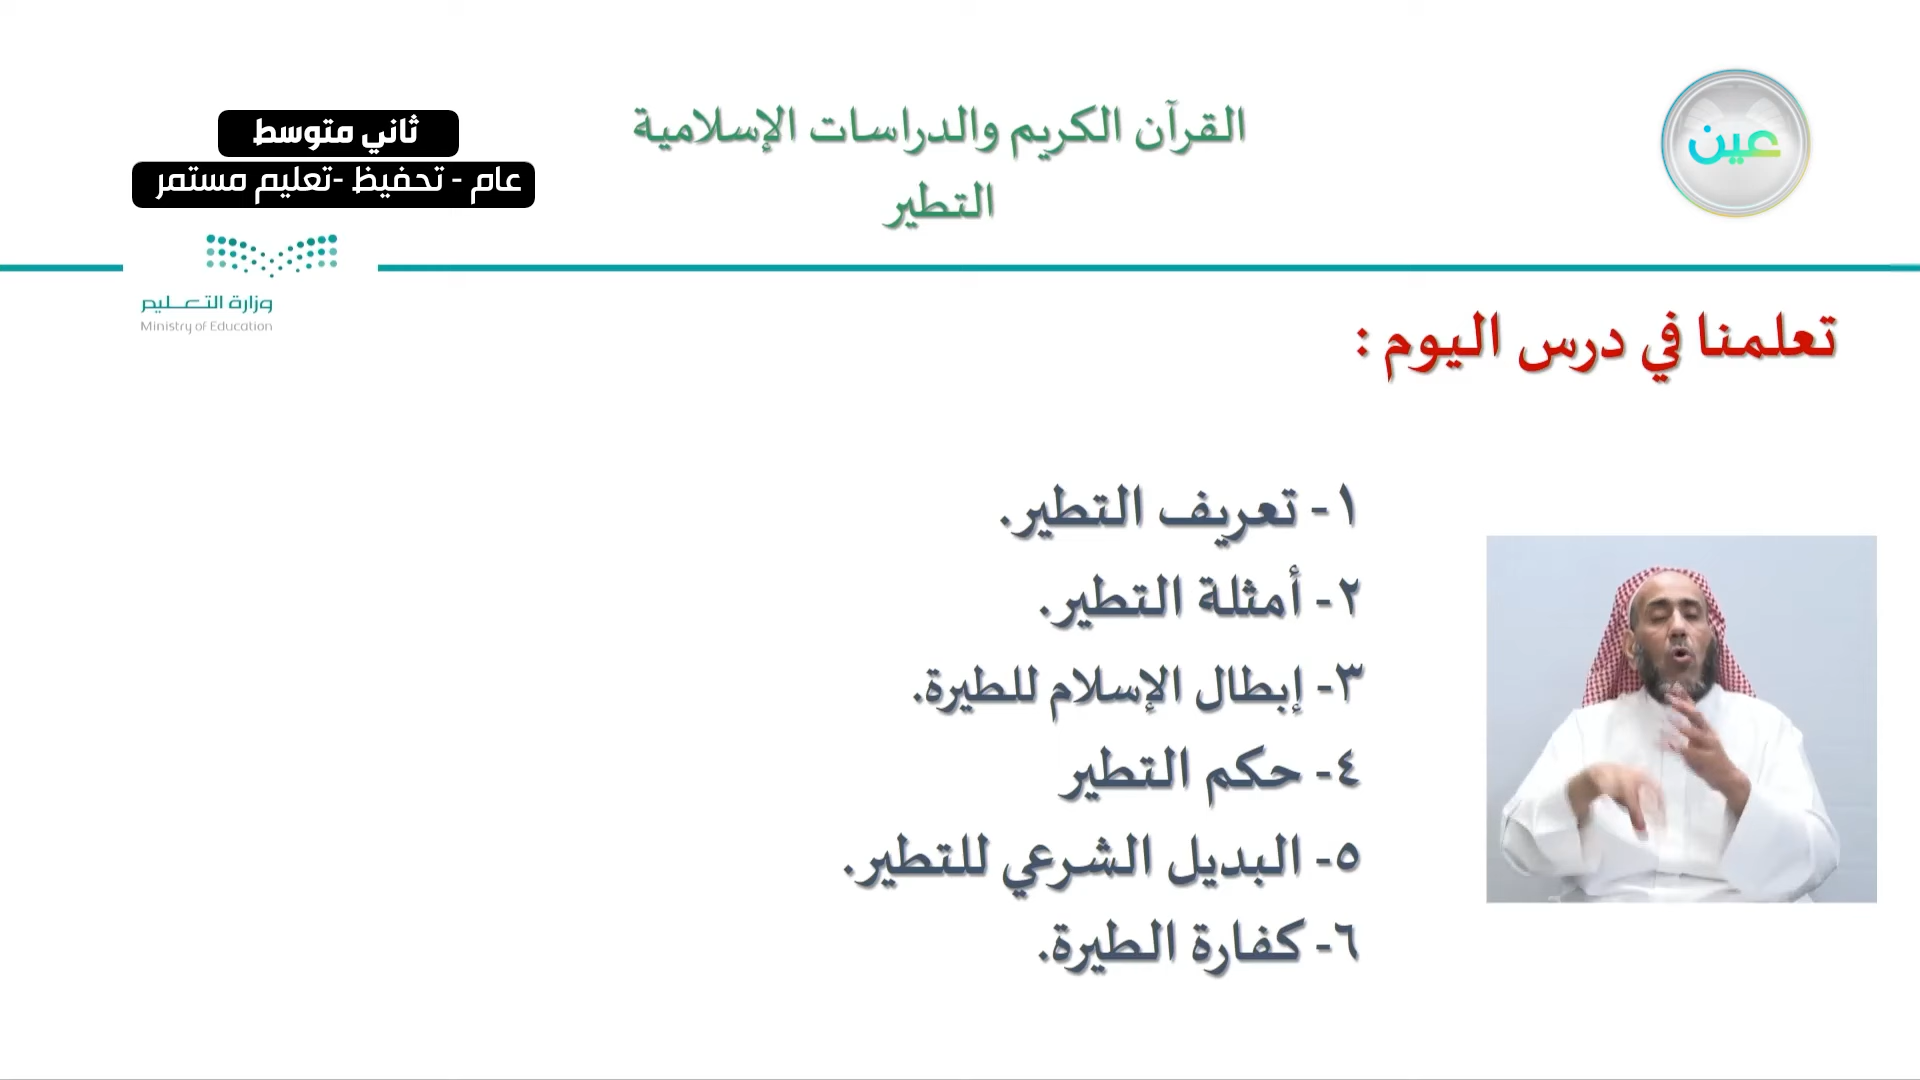 القرآن الكريم والدراسات الإسلامية
التطير
عين
ثاني متوسط
عام - تحفيظ -تعليم مستمر
وزارة التعليم
Ministry of Education
تعلمنا في درس اليوم :
١- تعريف التطير.
٢- أمثلة التطير.
٣- إبطال الإسلام للطيرة.
٤- حكم التطير
٥- البديل الشرعي للتطير.
٦- كفارة الطيرة.